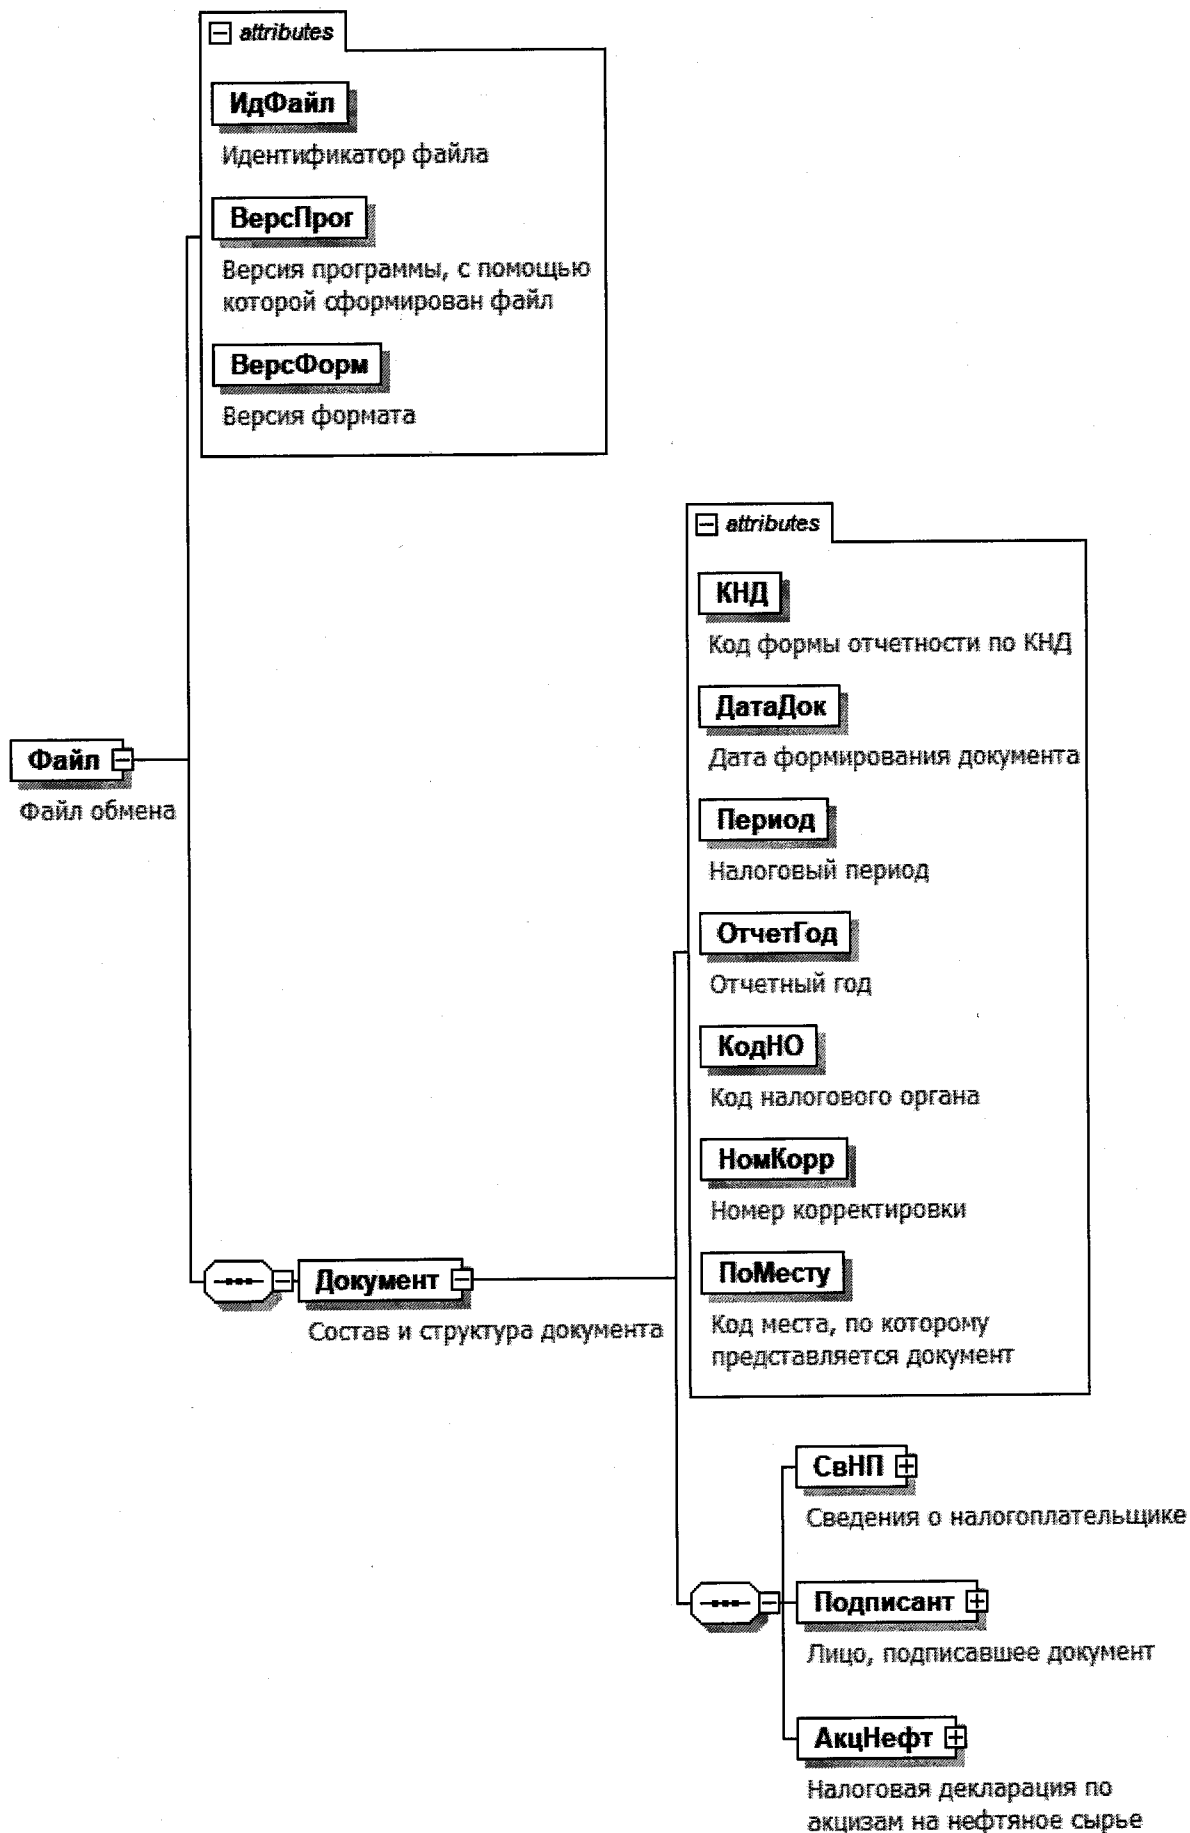 attributes
ИдФайл
Идентификатор файла
ВерсПрог
Версия программы, с помощью
которой сформирован файл
ВерсФорм
Версия формата
attributes
КНД
Код формы отчетности по КНД
ДатаДок
Дата формирования документа
Файл
Файл обмена
Период
Налоговый период
ОтчетГод
Отчетный год
КодНО
Код налогового органа
НомКорр
Номер корректировки
ПоМесту
Код места, по которому
представляется документ
Документ
Состав и структура документа
СвНП
Сведения о налогоплательщике
Подписант
Лицо, подписавшее документ
АкцНефт
Налоговая декларация по
акцизам на нефтяное сырье